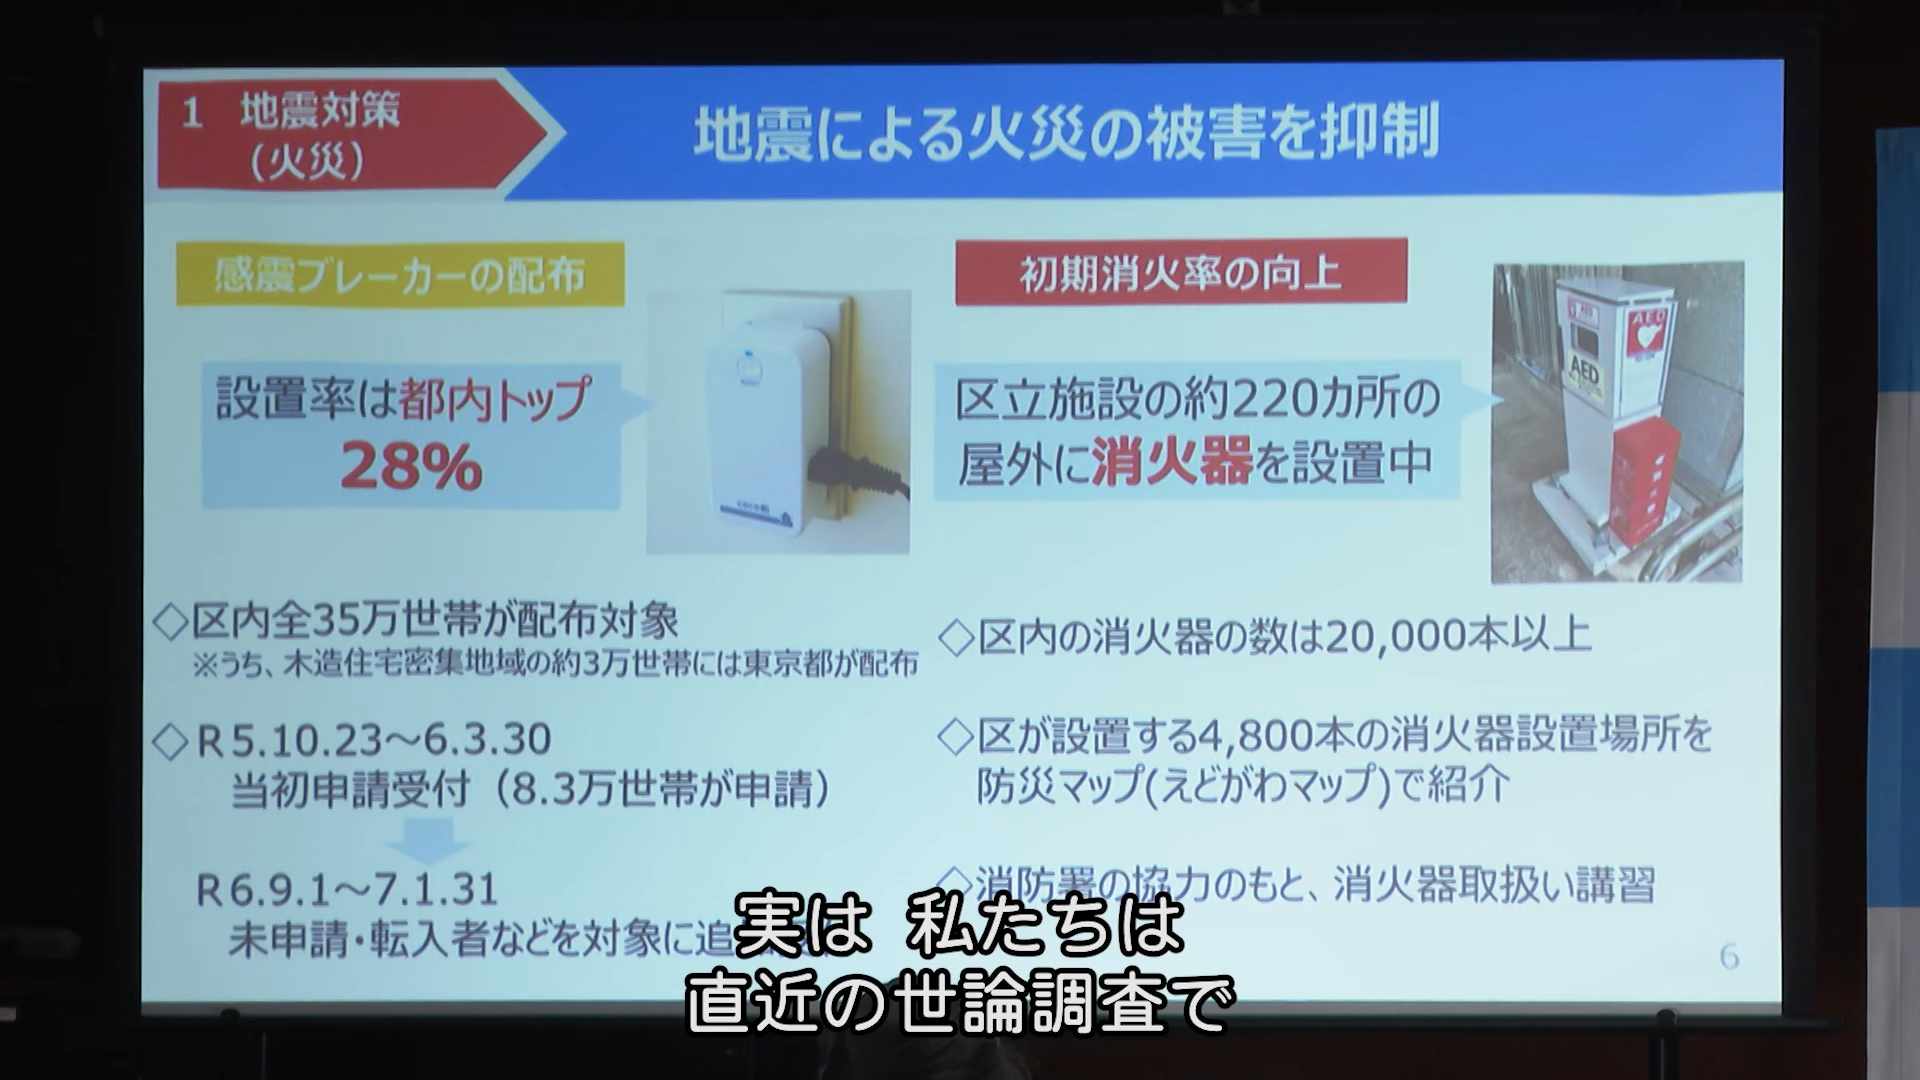 1 地震対策
(火災)
地震による火災の被害を抑制
感震ブレーカーの配布
設置率は都内トップ
28%
◇区内全35万世帯が配布対象
※うち、木造住宅密集地域の約3万世帯には東京都が配布
◇R5.10.23～6.3.30
当初申請受付（8.3万世帯が申請）
R6.9.1～7.1.31
未申請・転入者などを対象に追
初期消火率の向上
区立施設の約220カ所の
屋外に消火器を設置中
AED
AED
◇区内の消火器の数は20,000本以上
◇区が設置する4,800本の消火器設置場所を
防災マップ(えどがわマップ)で紹介
◇消防署の協力のもと、消火器取扱い講習
6
実は 私たちは
直近の世論調査で